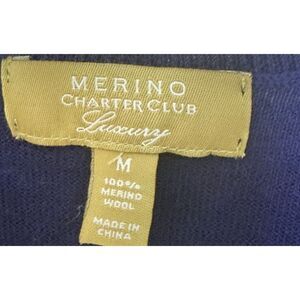 MERINO
CHARTER CLUB
Luxury
M
100%
MERINO
WOOL
MADE IN
CHINA